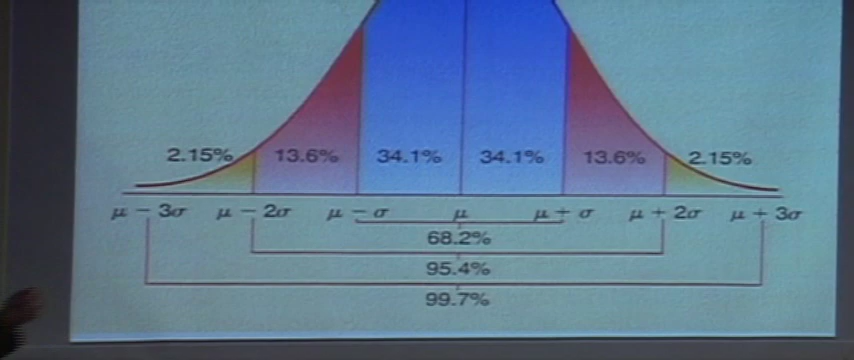 2.15% 13.6% 34.1% 34.1% 13.6% 2.15%
μ − 3σ μ − 2σ μ − σ μ μ + σ μ + 2σ μ + 3σ
68.2%
95.4%
99.7%